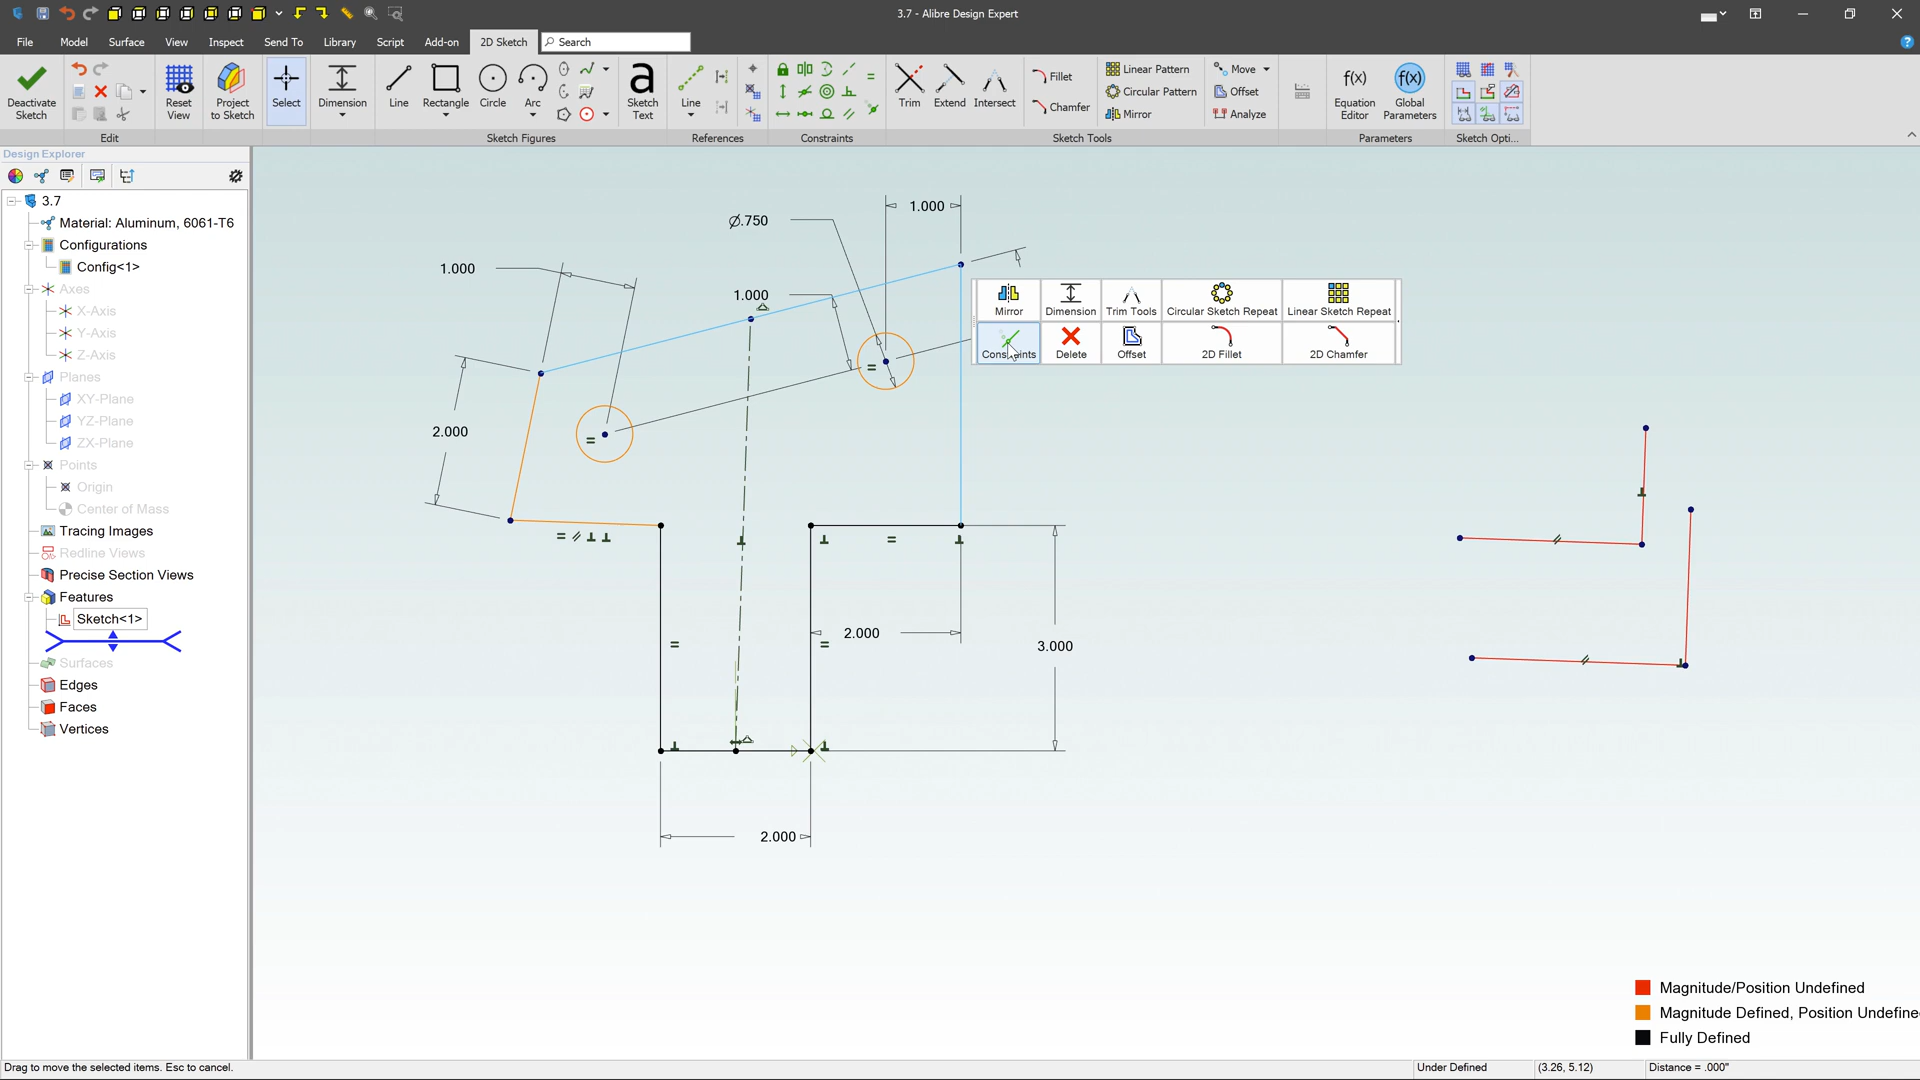 3.7 - Alibre Design Expert
File Model Surface View Inspect Send To Library Script Add-on 2D Sketch Search
Deactivate Sketch
Reset View
Project to Sketch
Select
Dimension
Line
Rectangle
Circle
Arc
Sketch Text
Line
Trim
Extend
Intersect
Fillet
Chamfer
Linear Pattern
Circular Pattern
Mirror
Move
Offset
Analyze
Equation Editor
Global Parameters
Edit
Sketch Figures
References
Constraints
Sketch Tools
Parameters
Sketch Opti...
Design Explorer
3.7
Material: Aluminum, 6061-T6
Configurations
Config<1>
Axes
X-Axis
Y-Axis
Z-Axis
Planes
XY-Plane
YZ-Plane
ZX-Plane
Points
Origin
Center of Mass
Tracing Images
Redline Views
Precise Section Views
Features
Sketch<1>
Surfaces
Edges
Faces
Vertices
1.000
Ø.750
1.000
1.000
2.000
2.000
3.000
2.000
Mirror
Dimension
Trim Tools
Circular Sketch Repeat
Linear Sketch Repeat
Constraints
Delete
Offset
2D Fillet
2D Chamfer
Magnitude/Position Undefined
Magnitude Defined, Position Undefine
Fully Defined
Drag to move the selected items. Esc to cancel.
Under Defined
(3.26, 5.12)
Distance = .000"